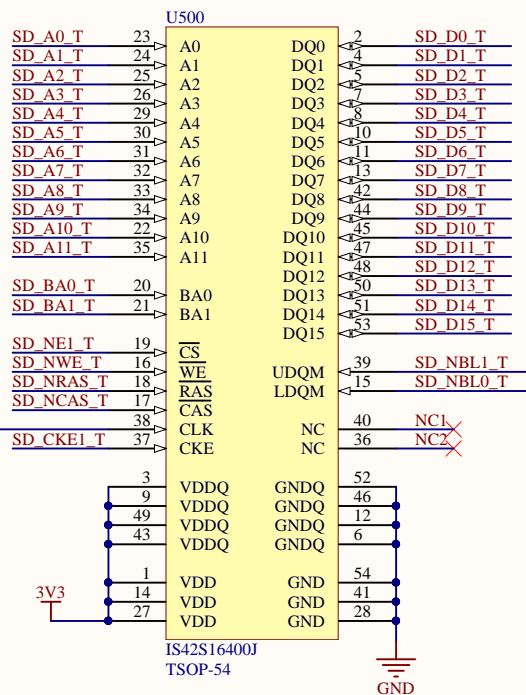 U500
SD_A0_T 23 A0 DQ0 2 SD_D0_T
SD_A1_T 24 A1 DQ1 4 SD_D1_T
SD_A2_T 25 A2 DQ2 5 SD_D2_T
SD_A3_T 26 A3 DQ3 7 SD_D3_T
SD_A4_T 29 A4 DQ4 8 SD_D4_T
SD_A5_T 30 A5 DQ5 10 SD_D5_T
SD_A6_T 31 A6 DQ6 11 SD_D6_T
SD_A7_T 32 A7 DQ7 13 SD_D7_T
SD_A8_T 33 A8 DQ8 42 SD_D8_T
SD_A9_T 34 A9 DQ9 44 SD_D9_T
SD_A10_T 22 A10 DQ10 45 SD_D10_T
SD_A11_T 35 A11 DQ11 47 SD_D11_T
DQ12 48 SD_D12_T
SD_BA0_T 20 BA0 DQ13 50 SD_D13_T
SD_BA1_T 21 BA1 DQ14 51 SD_D14_T
DQ15 53 SD_D15_T
SD_NE1_T 19 CS
SD_NWE_T 16 WE UDQM 39 SD_NBL1_T
SD_NRAS_T 18 RAS LDQM 15 SD_NBL0_T
SD_NCAS_T 17 CAS
38 CLK NC 40 NC1
SD_CKE1_T 37 CKE NC 36 NC2
3 VDDQ GNDQ 52
9 VDDQ GNDQ 46
49 VDDQ GNDQ 12
43 VDDQ GNDQ 6
1 VDD GND 54
3V3 14 VDD GND 41
27 VDD GND 28
IS42S16400J
TSOP-54
GND